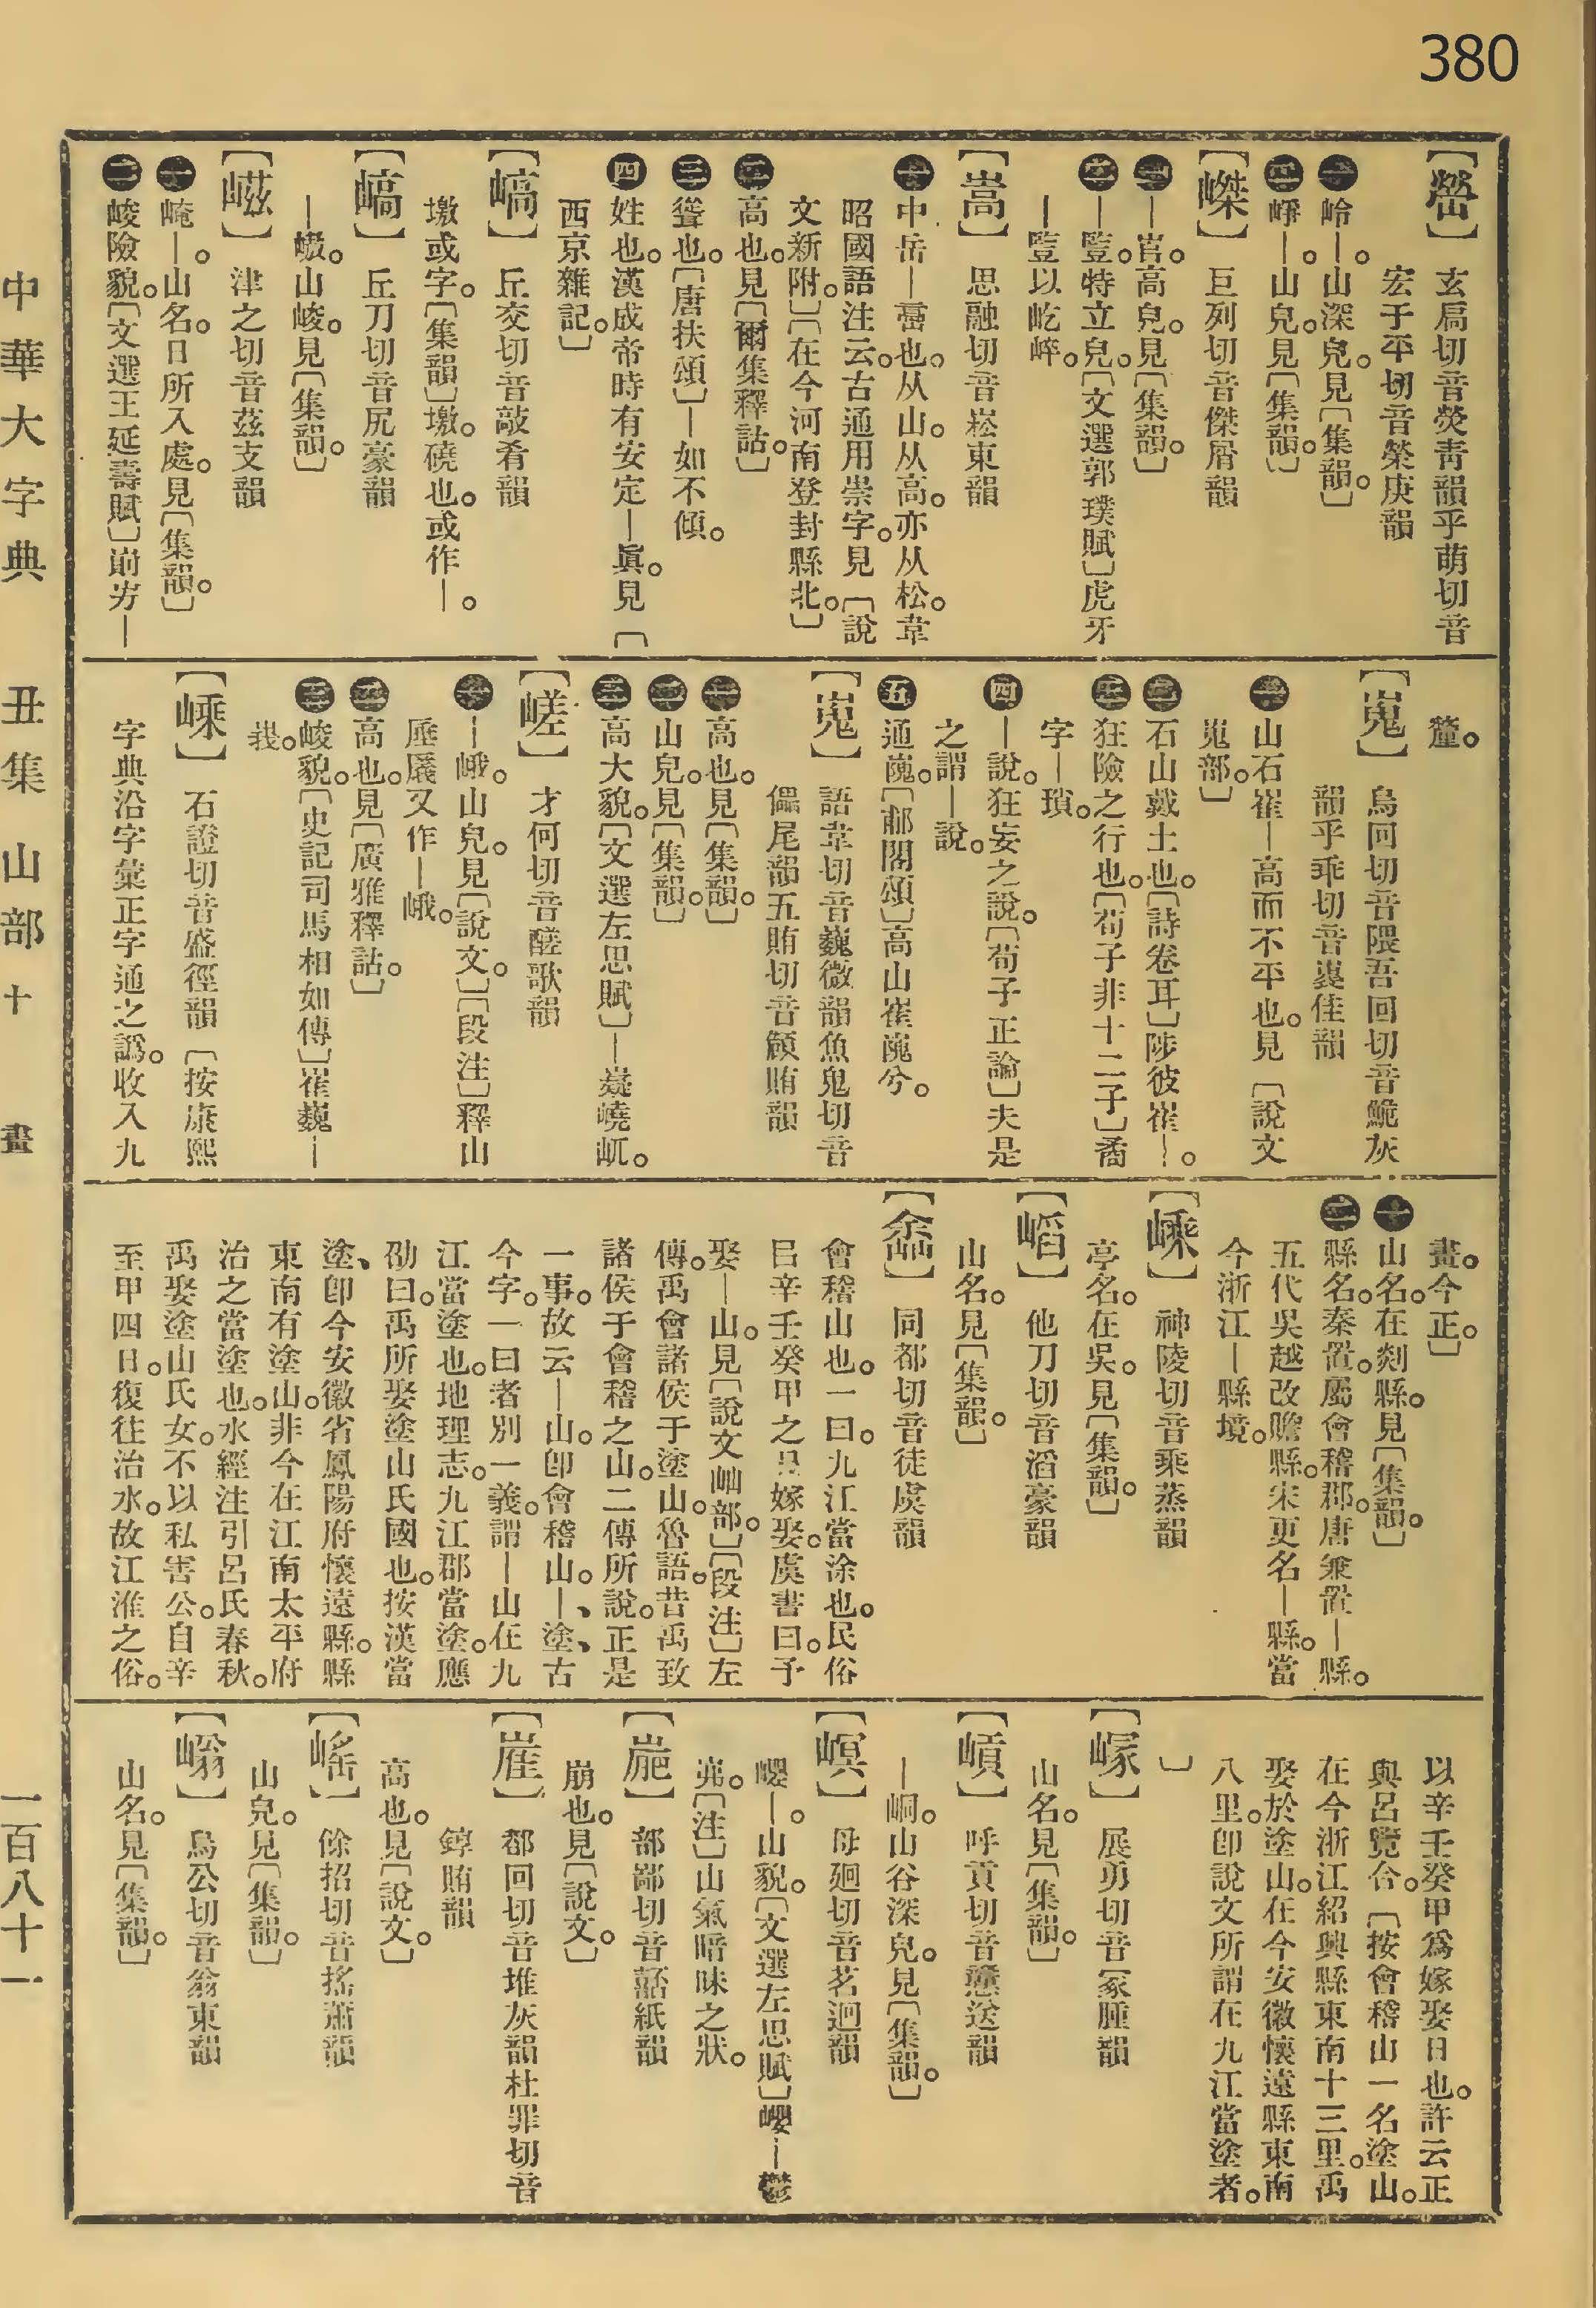 380
【嶨】玄扃切音熒青韻乎萌切音
宏于平切音榮庚韻
㊀岭—山深皃見〔集韻〕
㊁崢—山皃見〔集韻〕
【嵥】巨列切音傑屑韻
㊀—高皃見〔集韻〕
㊁—豎特立皃〔文選郭璞賦〕虎牙
—豎以屹崪
【嵩】思融切音崧東韻
㊀中岳—高也从山从高亦从松韋
昭國語注云古通用崇字見〔說
文新附〕〔在今河南登封縣北〕
㊁高也見〔爾集釋詁〕
㊂聳也〔唐扶頌〕—如不傾
㊃姓也漢成帝時有安定—眞見〔
西京雜記〕
【嵪】丘交切音敲肴韻
墽或字〔集韻〕墽磽也或作—
【嵪】丘刀切音尻豪韻
—山峻見〔集韻〕
【嵫】津之切音茲支韻
㊀崦—山名日所入處見〔集韻〕
㊁峻險貌〔文選王延壽賦〕—
釐
【嵬】烏回切音隈吾回切音鮠灰
韻乎乖切音褱佳韻
㊀山石崔—高而不平也見〔說文
嵬部〕
㊁石山戴土也〔詩卷耳〕陟彼崔—
㊂狂險之行也〔荀子非十二子〕矞
字—瑣
㊃—說狂妄之說〔荀子正論〕夫是
之謂—說
㊄通巍〔郙閣頌〕高山崔巍兮
【嵬】語韋切音巍微韻魚鬼切音
儡尾韻五賄切音頠賄韻
㊀高也見〔集韻〕
㊁山皃見〔集韻〕
㊂高大貌〔文選左思賦〕—嶷嶢屼
【嵯】才何切音醝歌韻
㊀—峨山皃見〔說文〕〔段注〕釋山
厜㕒又作—峨
㊁高也見〔廣雅釋詁〕
㊂峻貌〔史記司馬相如傳〕崔巍—
峩
【嵊】石證切音盛徑韻〔按康熙
字典沿字彙正字通之譌收入九
畫今正〕
㊀山名在剡縣見〔集韻〕
㊁縣名秦置屬會稽郡唐兼置—縣
五代吳越改贍縣宋更名—縣當
今浙江—縣境
【嵊】神陵切音乘蒸韻
亭名在吳見〔集韻〕
【㟹】他刀切音滔豪韻
山名見〔集韻〕
【嵞】同都切音徒虞韻
會稽山也一曰九江當涂也民俗
㠯辛壬癸甲之日嫁娶虞書曰予
娶—山見〔說文屾部〕〔段注〕左
傳禹會諸侯于塗山魯語昔禹致
諸侯于會稽之山二傳所說正是
一事故云—山卽會稽山—、塗、古
今字一曰者別一義謂—山在九
江當塗也地理志九江郡當塗應
劭曰禹所娶塗山氏國也按漢當
塗、卽今安徽省鳳陽府懷遠縣縣
東南有塗山非今在江南太平府
治之當塗也水經注引呂氏春秋
禹娶塗山氏女不以私害公自辛
至甲四日復往治水故江淮之俗
以辛壬癸甲爲嫁娶日也許云正
與呂覽合〔按會稽山一名塗山
在今浙江紹興縣東南十三里禹
娶於塗山在今安徽懷遠縣東南
八里卽說文所謂在九江當塗者
〕
【嵕】展勇切音冢腫韻
山名見〔集韻〕
【㟿】呼貢切音戇送韻
—峒山谷深皃見〔集韻〕
【嵿】母迥切音茗迥韻
㠥—山貌〔文選左思賦〕㠥—鬱
岪〔注〕山氣暗昧之狀
【嶏】部鄙切音嚭紙韻
崩也見〔說文〕
【㟪】都回切音堆灰韻杜罪切音
錞賄韻
高也見〔說文〕
【嵧】餘招切音搖蕭韻
山皃見〔集韻〕
【嵡】烏公切音翁東韻
山名見〔集韻〕
中華大字典 丑集 山部 十 畫 一百八十一